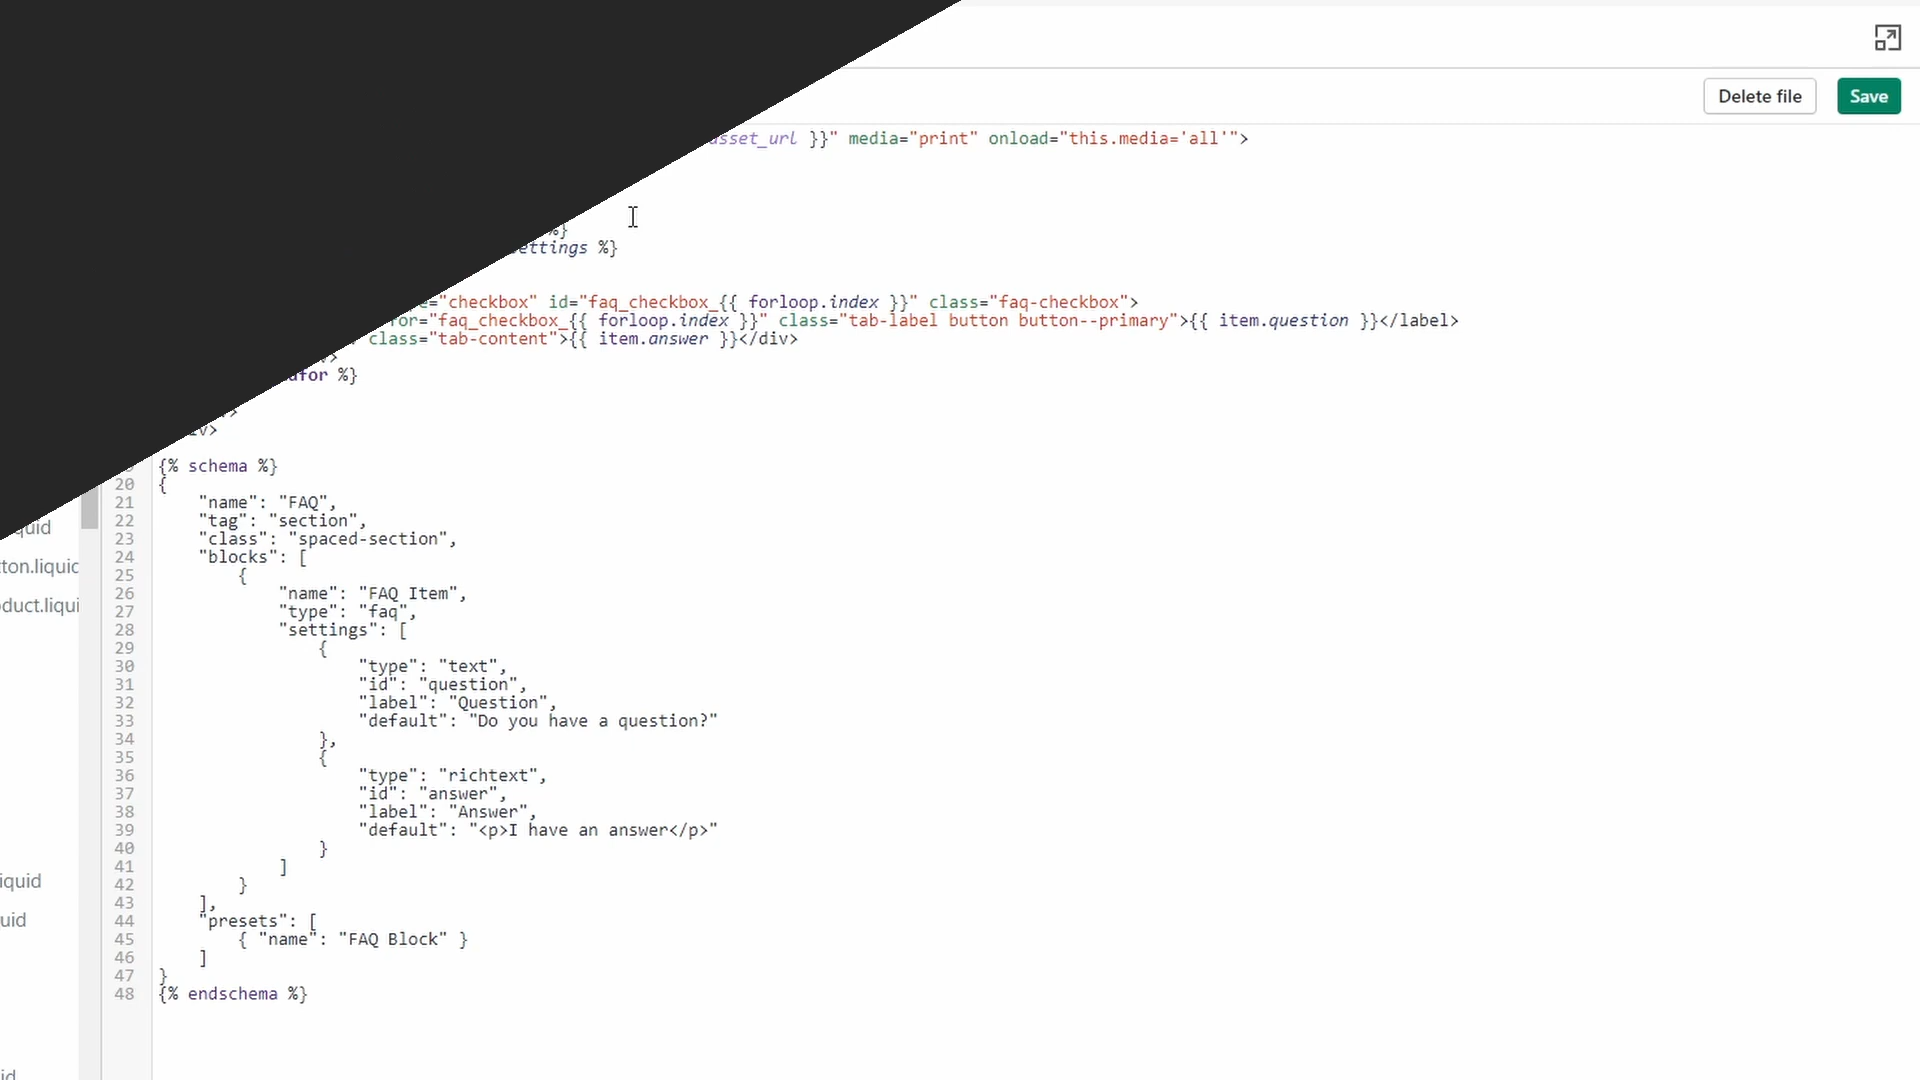 Delete file
Save
asset_url }}" media="print" onload="this.media='all'">
%}
settings %}
="checkbox" id="faq_checkbox_{{ forloop.index }}" class="faq-checkbox">
for="faq_checkbox_{{ forloop.index }}" class="tab-label button button--primary">{{ item.question }}</label>
class="tab-content">{{ item.answer }}</div>
>
for %}
>
iv>
{% schema %}
20 {
21 "name": "FAQ",
22 "tag": "section",
23 "class": "spaced-section",
24 "blocks": [
25 {
26 "name": "FAQ Item",
27 "type": "faq",
28 "settings": [
29 {
30 "type": "text",
31 "id": "question",
32 "label": "Question",
33 "default": "Do you have a question?"
34 },
35 {
36 "type": "richtext",
37 "id": "answer",
38 "label": "Answer",
39 "default": "<p>I have an answer</p>"
40 }
41 ]
42 }
43 ],
44 "presets": [
45 { "name": "FAQ Block" }
46 ]
47 }
48 {% endschema %}
quid
ton.liquid
duct.liqui
iquid
uid
id